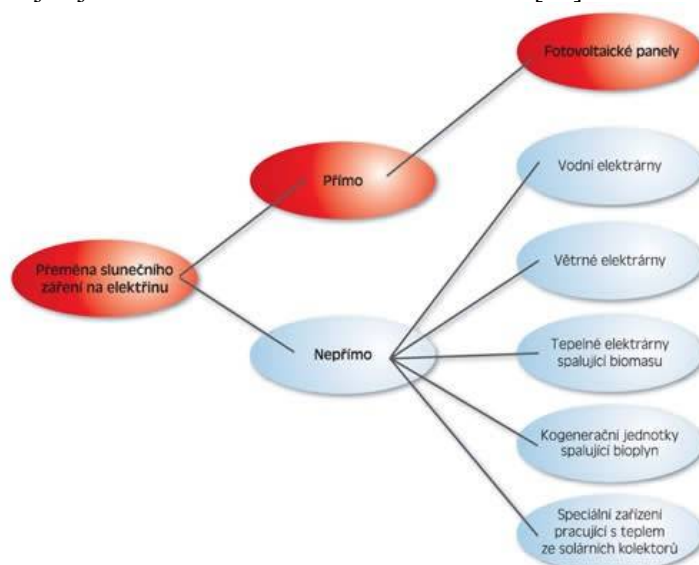 Fotovoltaické panely
Vodní elektrárny
Přímo
Větrné elektrárny
Přeměna slunečního
záření na elektřinu
Nepřímo
Tepelné elektrárny
spalující biomasu
Kogenerační jednotky
spalující bioplyn
Speciální zařízení
pracující s teplem
ze solárních kolektorů